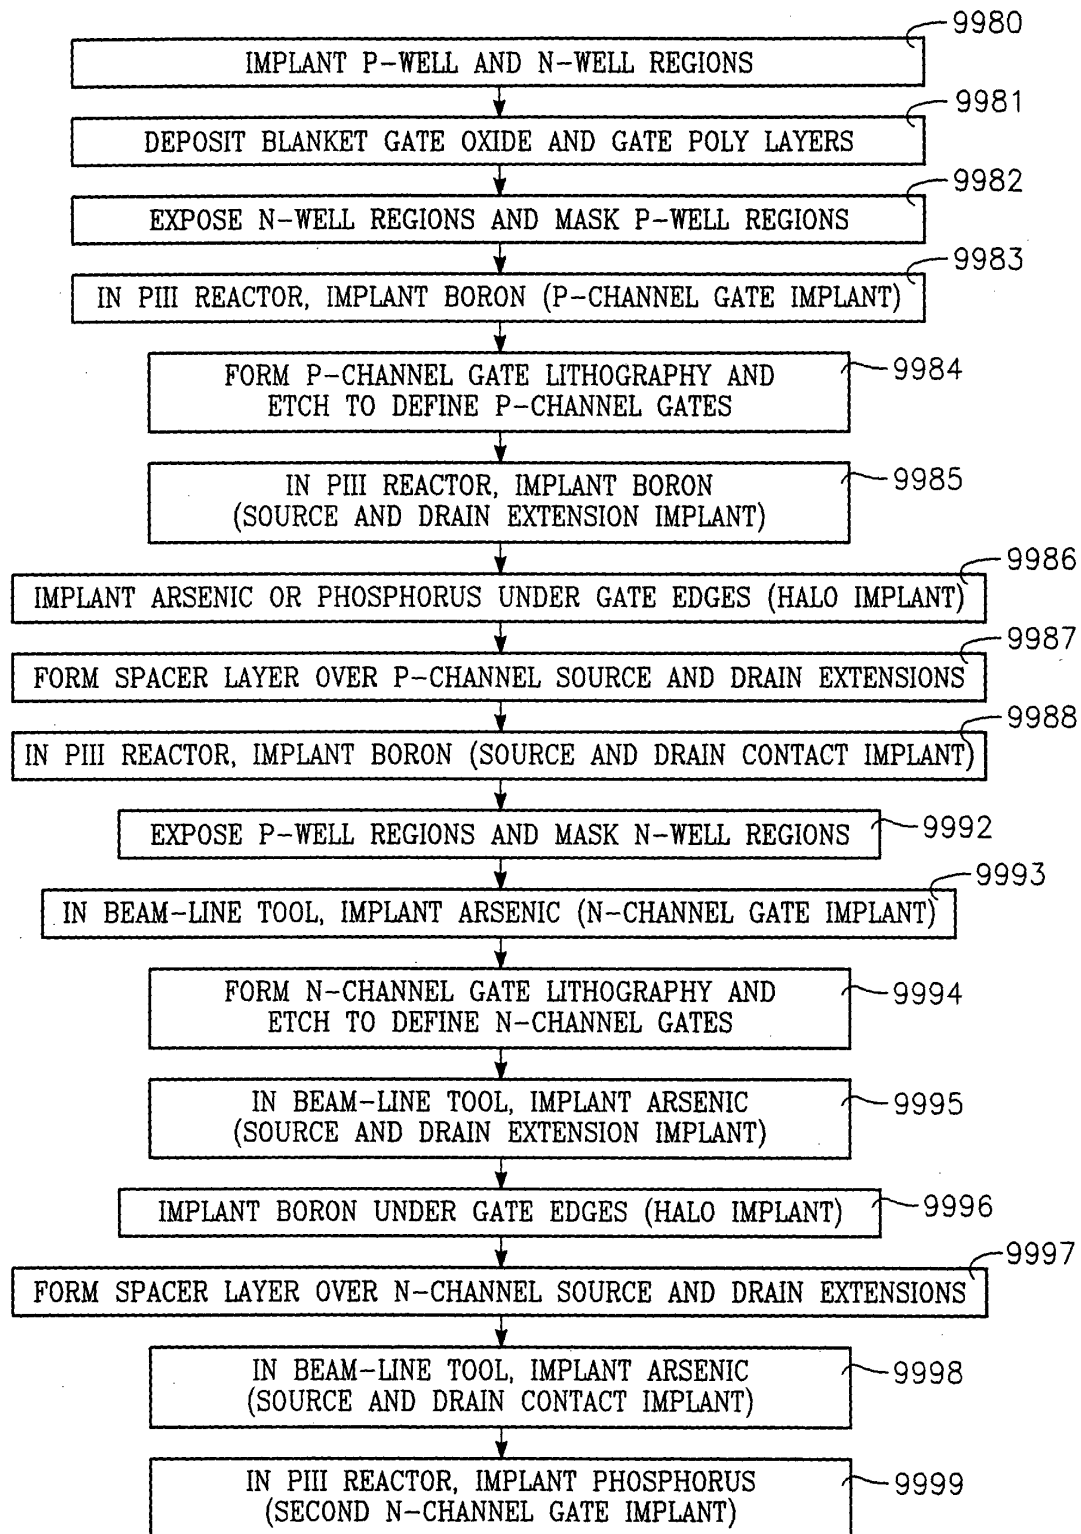 9980
IMPLANT P-WELL AND N-WELL REGIONS
9981
DEPOSIT BLANKET GATE OXIDE AND GATE POLY LAYERS
9982
EXPOSE N-WELL REGIONS AND MASK P-WELL REGIONS
9983
IN PIII REACTOR, IMPLANT BORON (P-CHANNEL GATE IMPLANT)
FORM P-CHANNEL GATE LITHOGRAPHY AND
ETCH TO DEFINE P-CHANNEL GATES
9984
IN PIII REACTOR, IMPLANT BORON
(SOURCE AND DRAIN EXTENSION IMPLANT)
9985
9986
IMPLANT ARSENIC OR PHOSPHORUS UNDER GATE EDGES (HALO IMPLANT)
9987
FORM SPACER LAYER OVER P-CHANNEL SOURCE AND DRAIN EXTENSIONS
9988
IN PIII REACTOR, IMPLANT BORON (SOURCE AND DRAIN CONTACT IMPLANT)
EXPOSE P-WELL REGIONS AND MASK N-WELL REGIONS
9992
9993
IN BEAM-LINE TOOL, IMPLANT ARSENIC (N-CHANNEL GATE IMPLANT)
FORM N-CHANNEL GATE LITHOGRAPHY AND
ETCH TO DEFINE N-CHANNEL GATES
9994
IN BEAM-LINE TOOL, IMPLANT ARSENIC
(SOURCE AND DRAIN EXTENSION IMPLANT)
9995
IMPLANT BORON UNDER GATE EDGES (HALO IMPLANT)
9996
9997
FORM SPACER LAYER OVER N-CHANNEL SOURCE AND DRAIN EXTENSIONS
IN BEAM-LINE TOOL, IMPLANT ARSENIC
(SOURCE AND DRAIN CONTACT IMPLANT)
9998
IN PIII REACTOR, IMPLANT PHOSPHORUS
(SECOND N-CHANNEL GATE IMPLANT)
9999